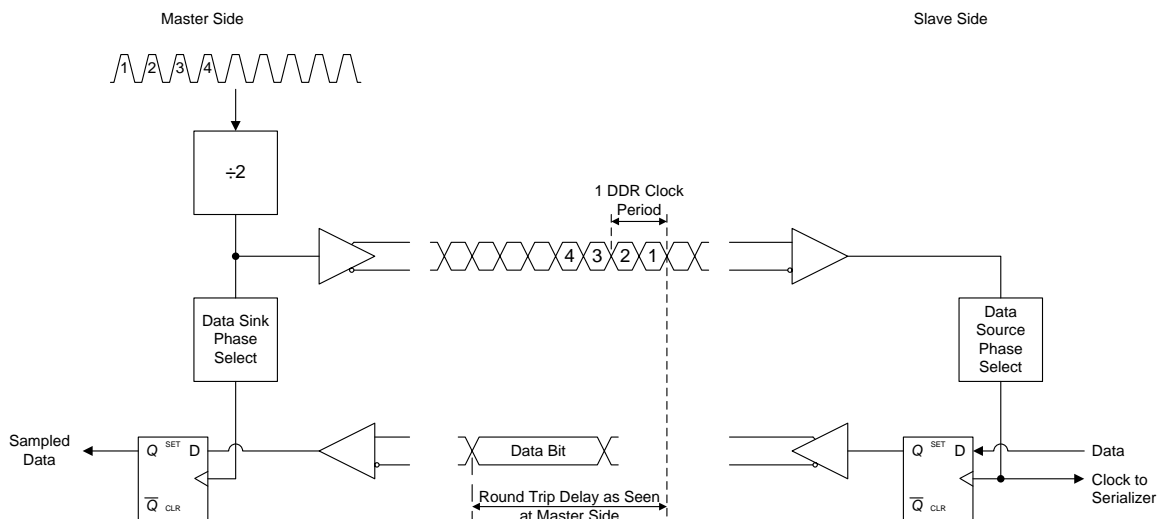 Master Side
Slave Side
1 2 3 4
÷2
1 DDR Clock
Period
4 3 2 1
Data Sink
Phase
Select
Data
Source
Phase
Select
Sampled
Data
Q SET D
Q CLR
Data Bit
Q SET D
Q CLR
Data
Clock to
Serializer
Round Trip Delay as Seen
at Master Side